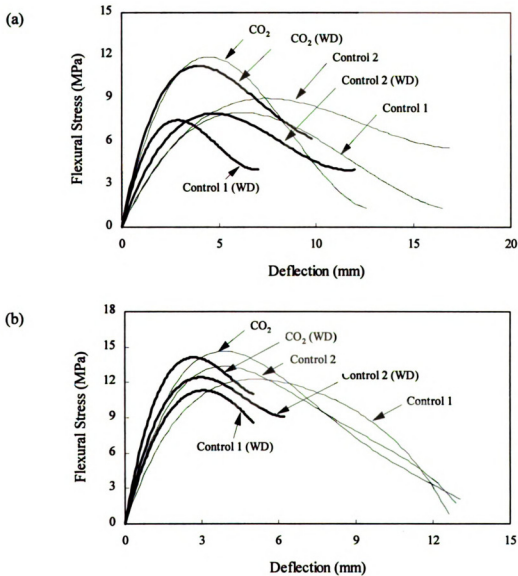 (a)
15
12
9
6
3
0
Flexural Stress (MPa)
CO₂
CO₂ (WD)
Control 2
Control 2 (WD)
Control 1
Control 1 (WD)
0 5 10 15 20
Deflection (mm)
(b)
18
15
12
9
6
3
0
Flexural Stress (MPa)
CO₂
CO₂ (WD)
Control 2
Control 2 (WD)
Control 1
Control 1 (WD)
0 3 6 9 12 15
Deflection (mm)